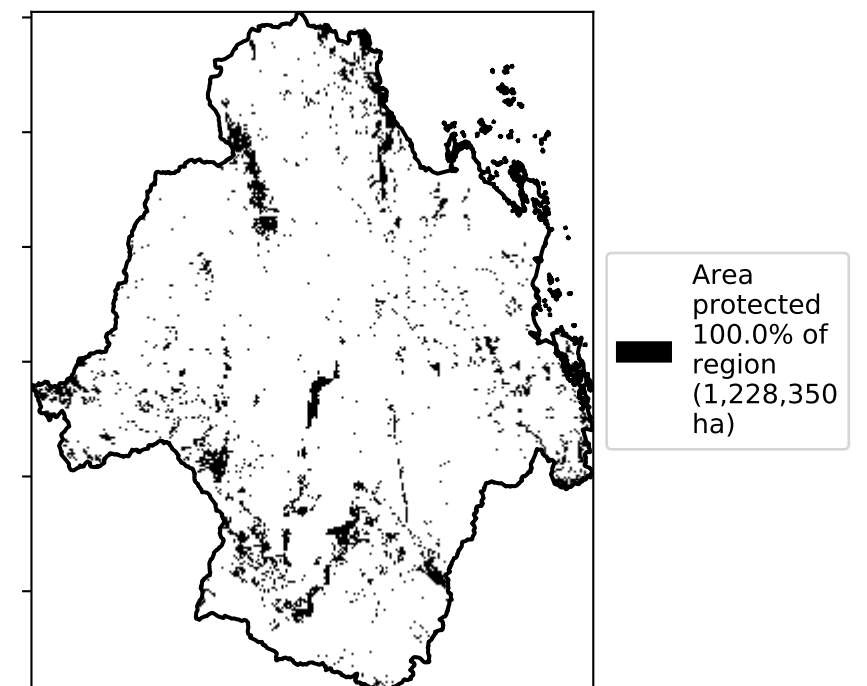 Area
protected
100.0% of
region
(1,228,350
ha)